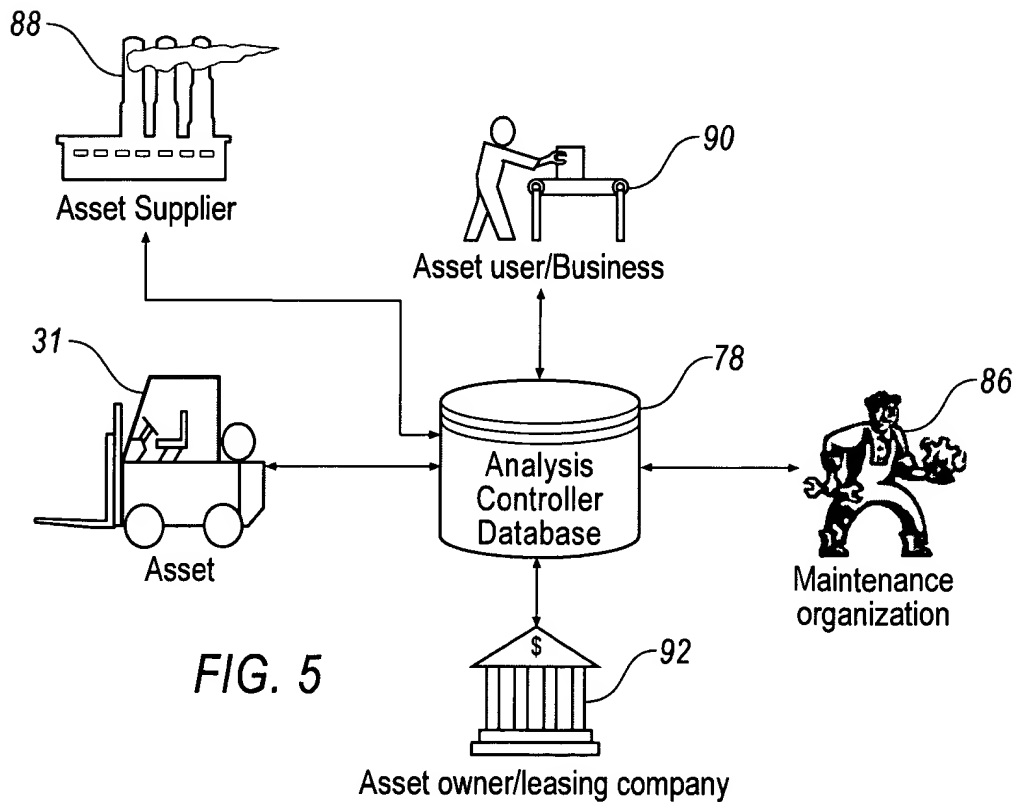 88
Asset Supplier
90
Asset user/Business
31
Asset
78
Analysis
Controller
Database
86
Maintenance
organization
$
92
Asset owner/leasing company
FIG. 5